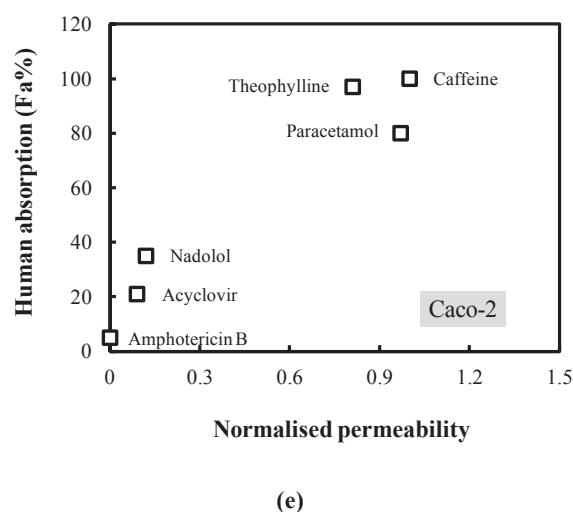 120
100
80
60
40
20
0
Human absorption (Fa%)
Theophylline
Caffeine
Paracetamol
Nadolol
Acyclovir
Amphotericin B
Caco-2
0 0.3 0.6 0.9 1.2 1.5
Normalised permeability
(e)